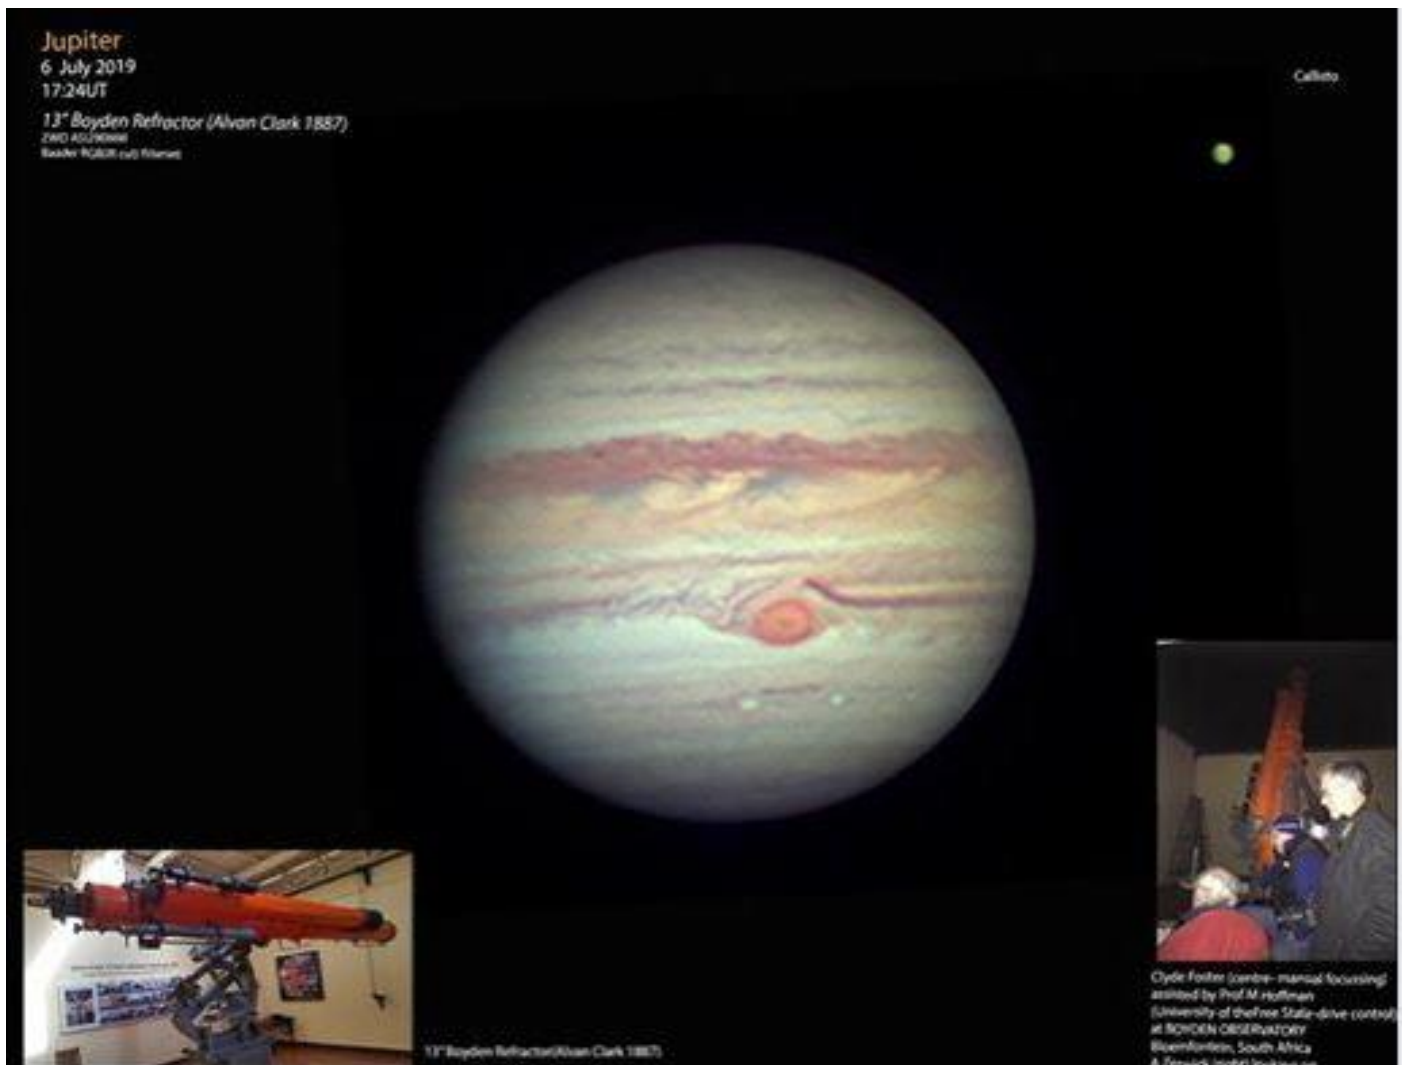 Jupiter
6 July 2019
17:24UT
13" Boyden Refractor (Alvan Clark 1887)
ZWO
Baader
Callisto
13"Boyden Refractor(Alvan Clark 1887)
Clyde Foster (centre- manual focussing)
assisted by Prof M Hoffman
(University of theFree State-drive control)
at BOYDEN OBSERVATORY
Bloemfontein, South Africa